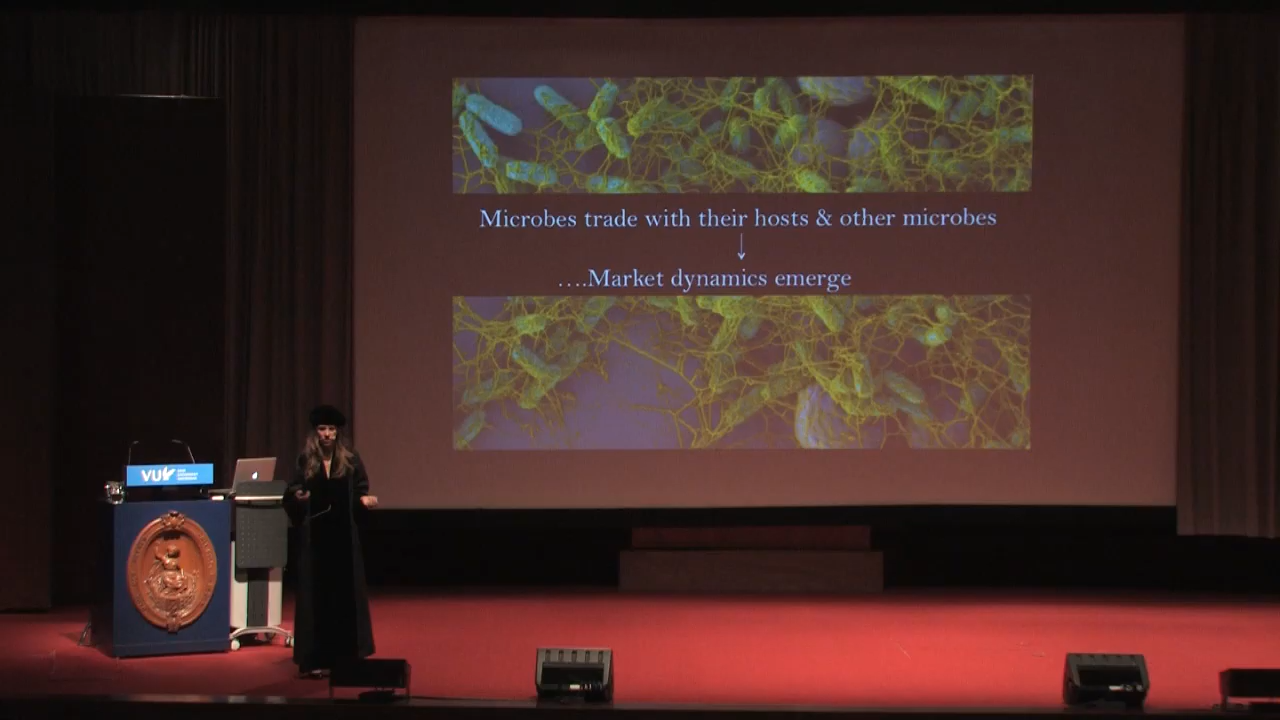 Microbes trade with their hosts & other microbes
….Market dynamics emerge
VU